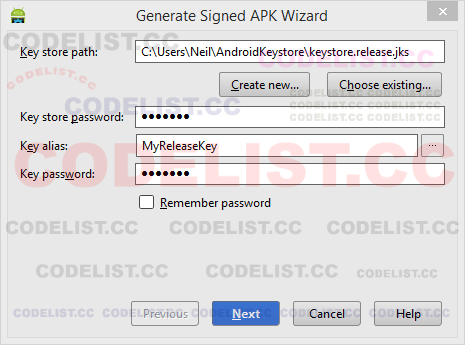 Generate Signed APK Wizard
Key store path: C:\Users\Neil\AndroidKeystore\keystore.release.jks
Create new... Choose existing...
Key store password: •••••••
Key alias: MyReleaseKey ...
Key password: •••••••
Remember password
Previous Next Cancel Help
CODELIST.CC
CODELIST.CC
CODELIST.CC
CODELIST.CC
CODELIST.CC
CODELIST.CC
CODELIST.CC
CODELIST.CC
CODELIST.CC
CODELIST.CC
CODELIST.CC
CODELIST.CC
CODELIST.CC